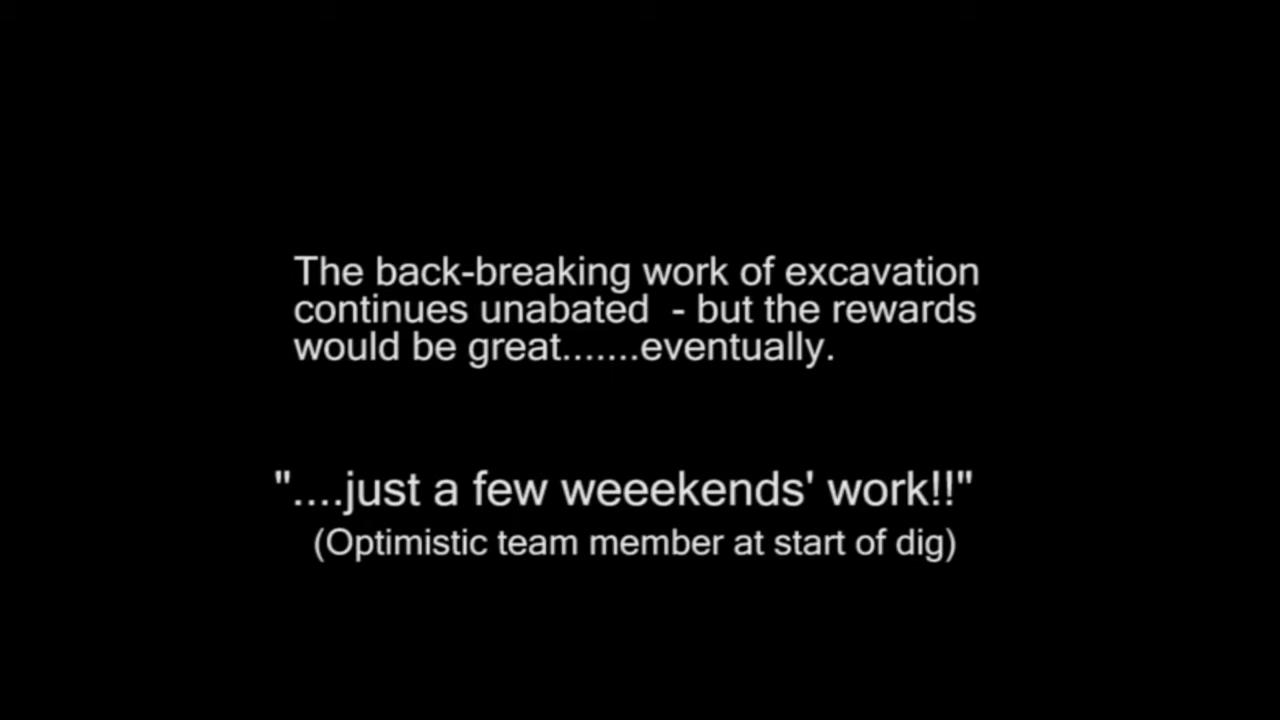 The back-breaking work of excavation
continues unabated  - but the rewards
would be great.......eventually.
"....just a few weeekends' work!!"
(Optimistic team member at start of dig)